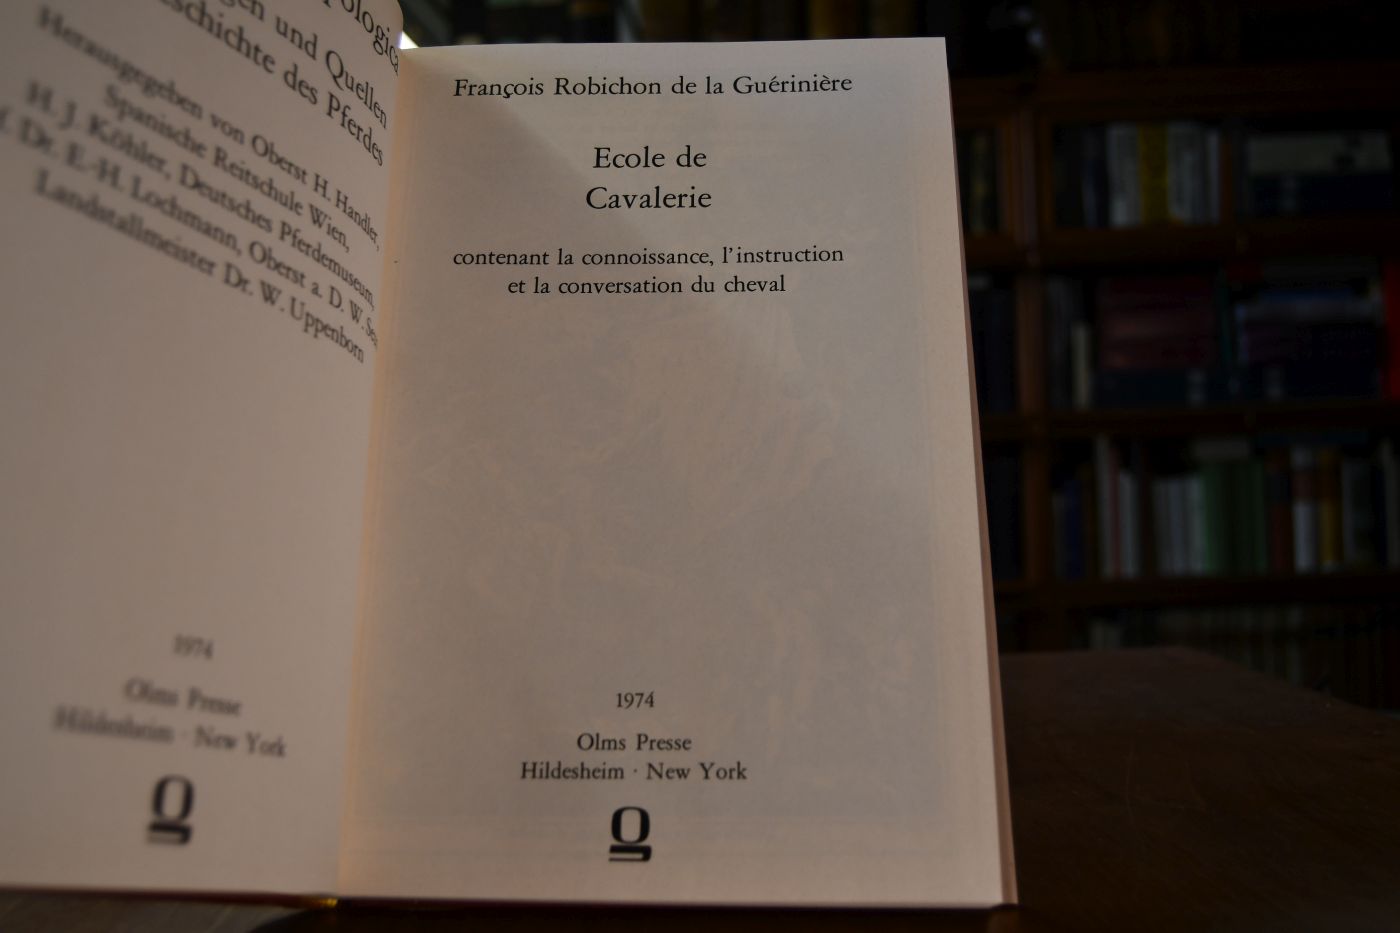 und Quellen
des Pferdes
Herausgegeben von Oberst H. Handler,
Spanische Reitschule Wien,
H. J. Köhler, Deutsches Pferdemuseum,
Dr. E.-H. Lochmann, Oberst a. D. W.
Landstallmeister Dr. W. Uppenborn
1974
Olms Presse
Hildesheim · New York
François Robichon de la Guérinière
Ecole de
Cavalerie
contenant la connoissance, l'instruction
et la conversation du cheval
1974
Olms Presse
Hildesheim · New York